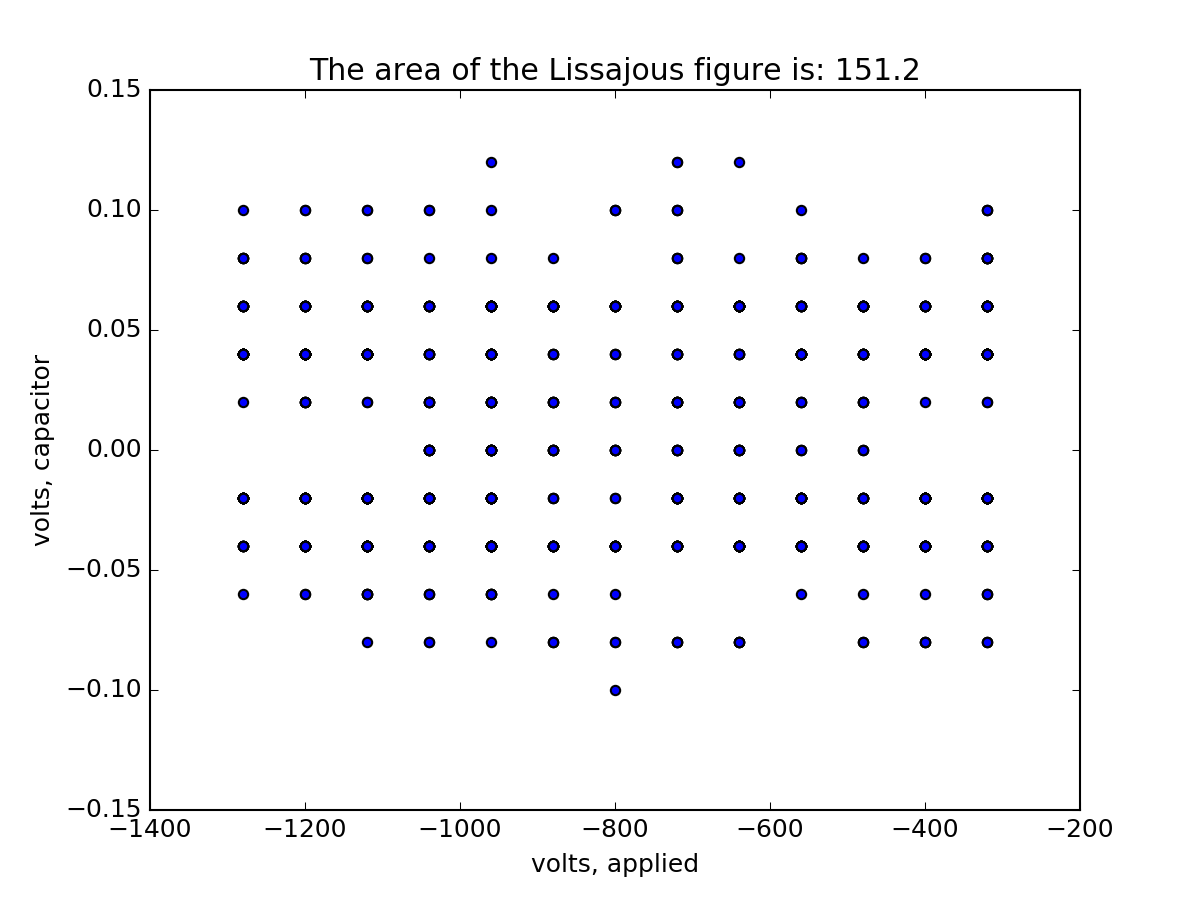 The area of the Lissajous figure is: 151.2
0.15
0.10
0.05
0.00
−0.05
−0.10
−0.15
−1400 −1200 −1000 −800 −600 −400 −200
volts, applied
volts, capacitor